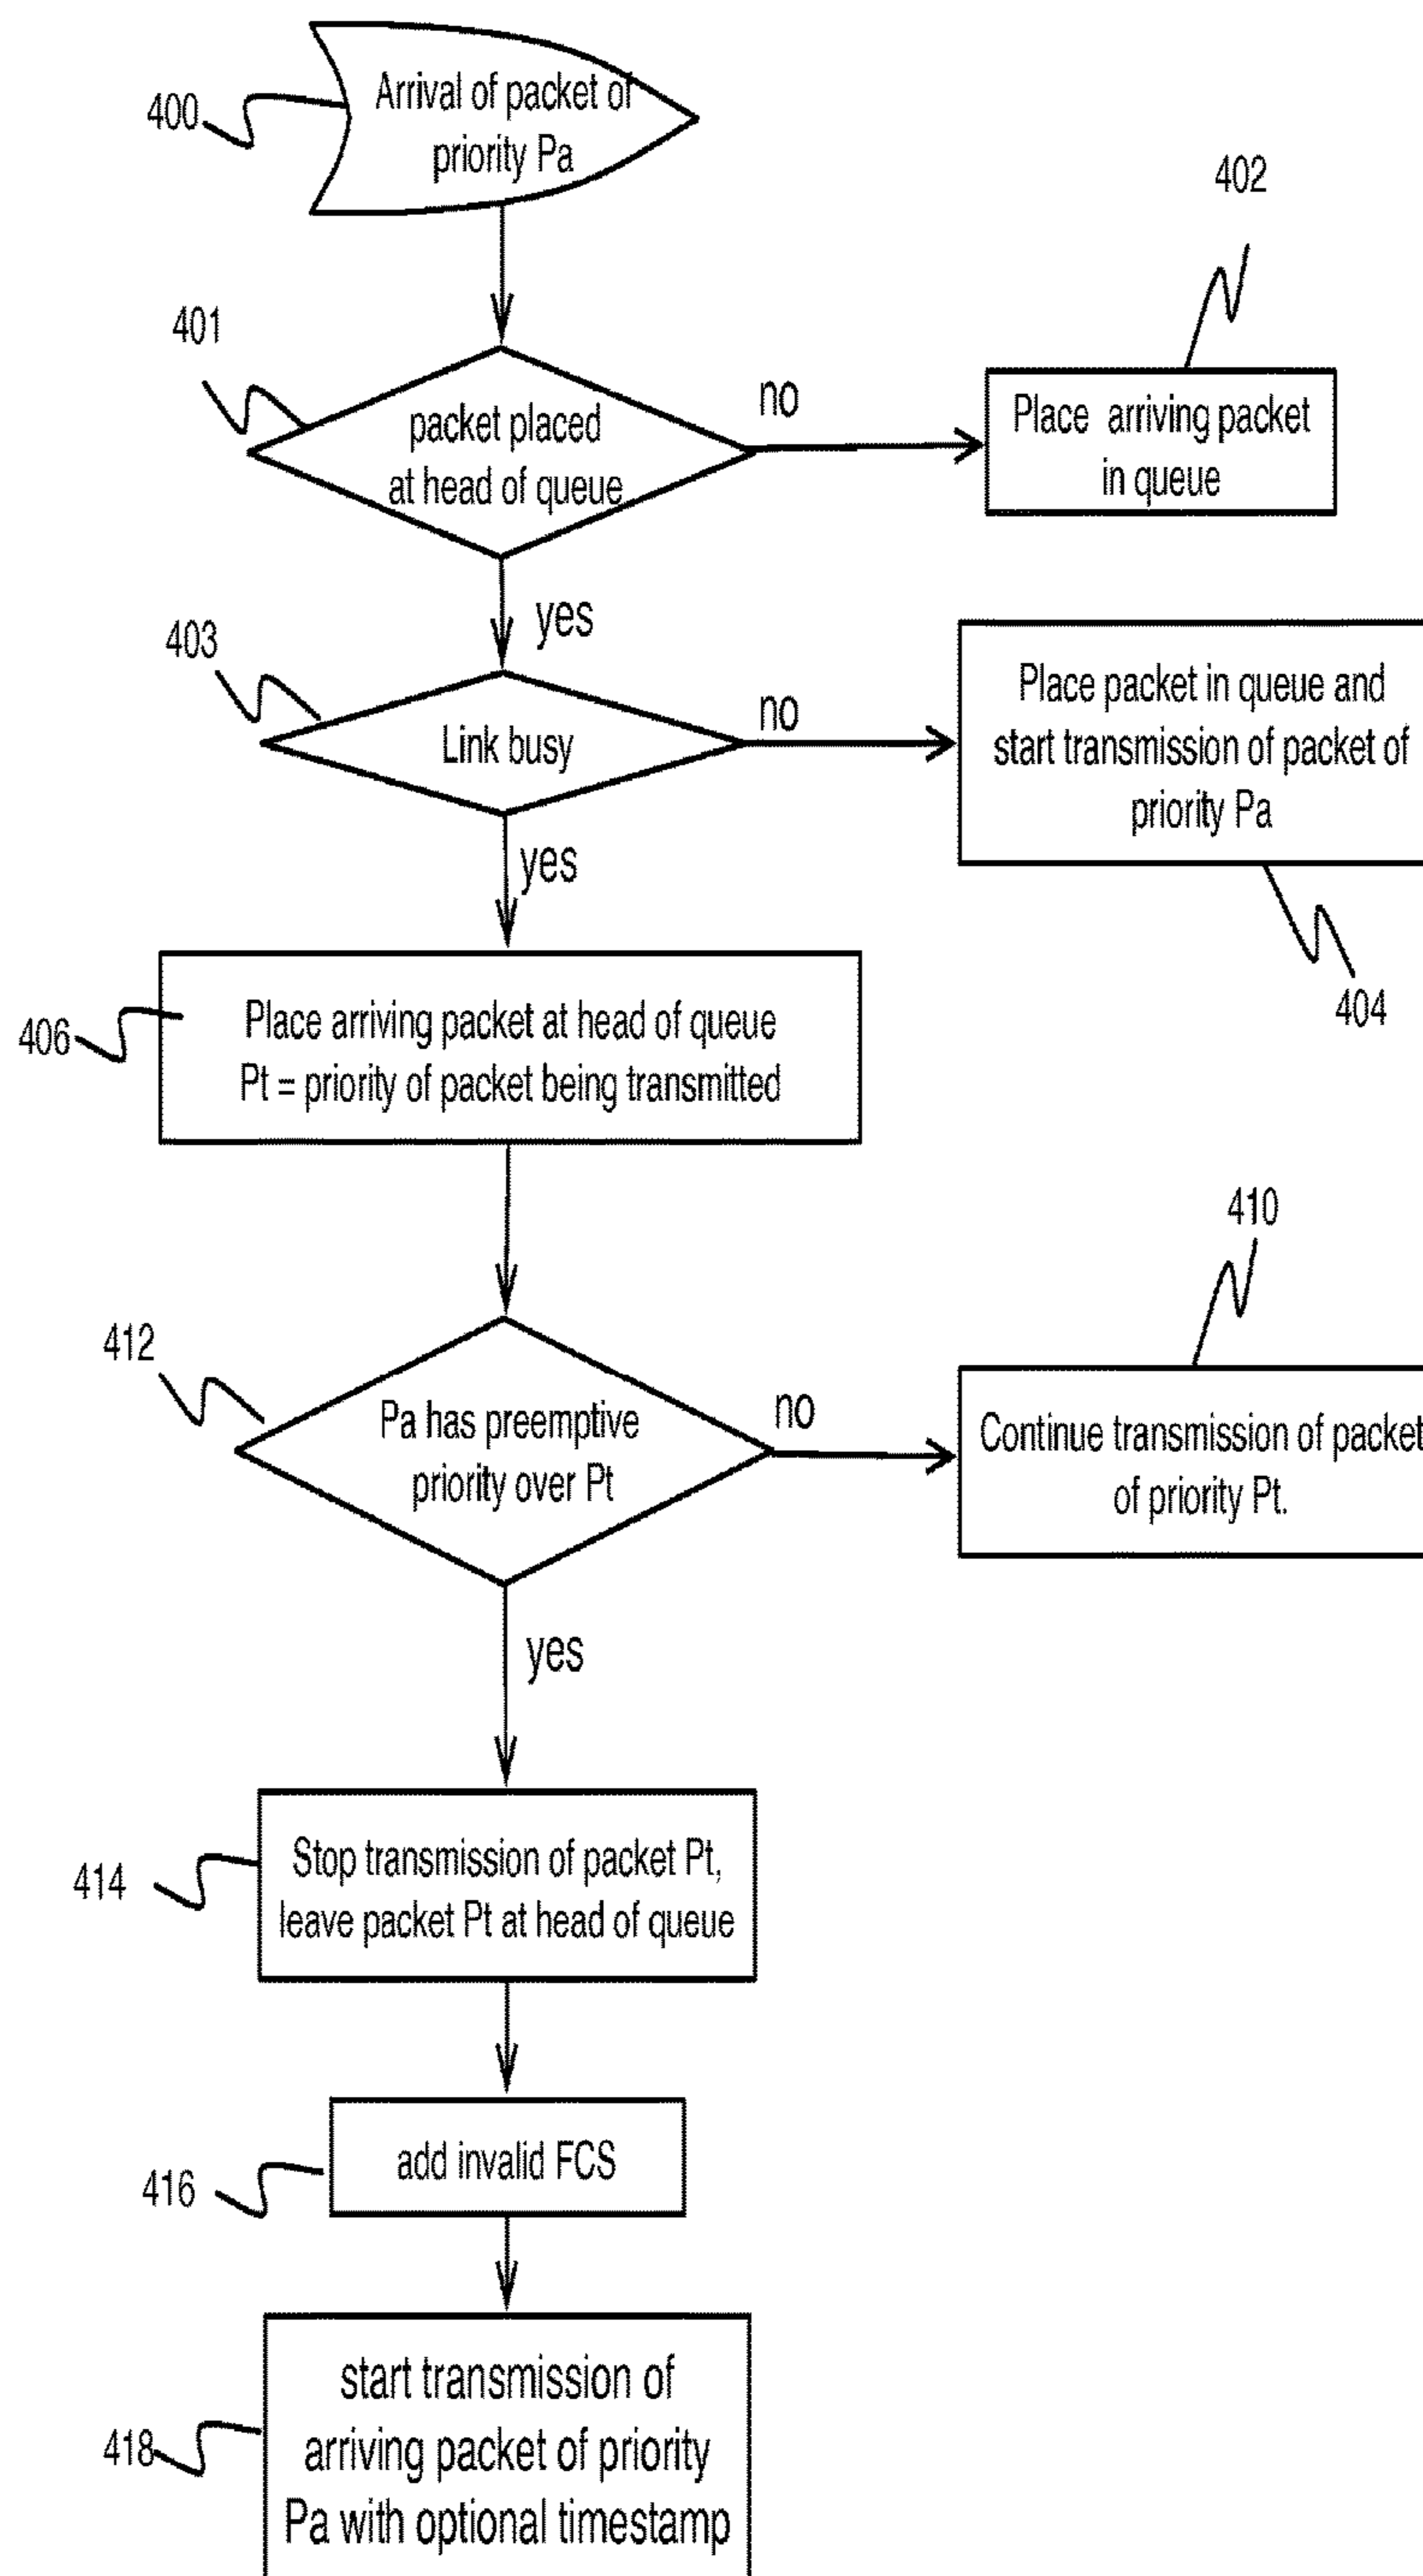 Arrival of packet of
priority Pa
400
402
401
packet placed
at head of queue
no
Place arriving packet
in queue
yes
403
Link busy
no
Place packet in queue and
start transmission of packet of
priority Pa
404
yes
406
Place arriving packet at head of queue
Pt = priority of packet being transmitted
410
412
Pa has preemptive
priority over Pt
no
Continue transmission of packet
of priority Pt.
yes
414
Stop transmission of packet Pt,
leave packet Pt at head of queue
416
add invalid FCS
418
start transmission of
arriving packet of priority
Pa with optional timestamp